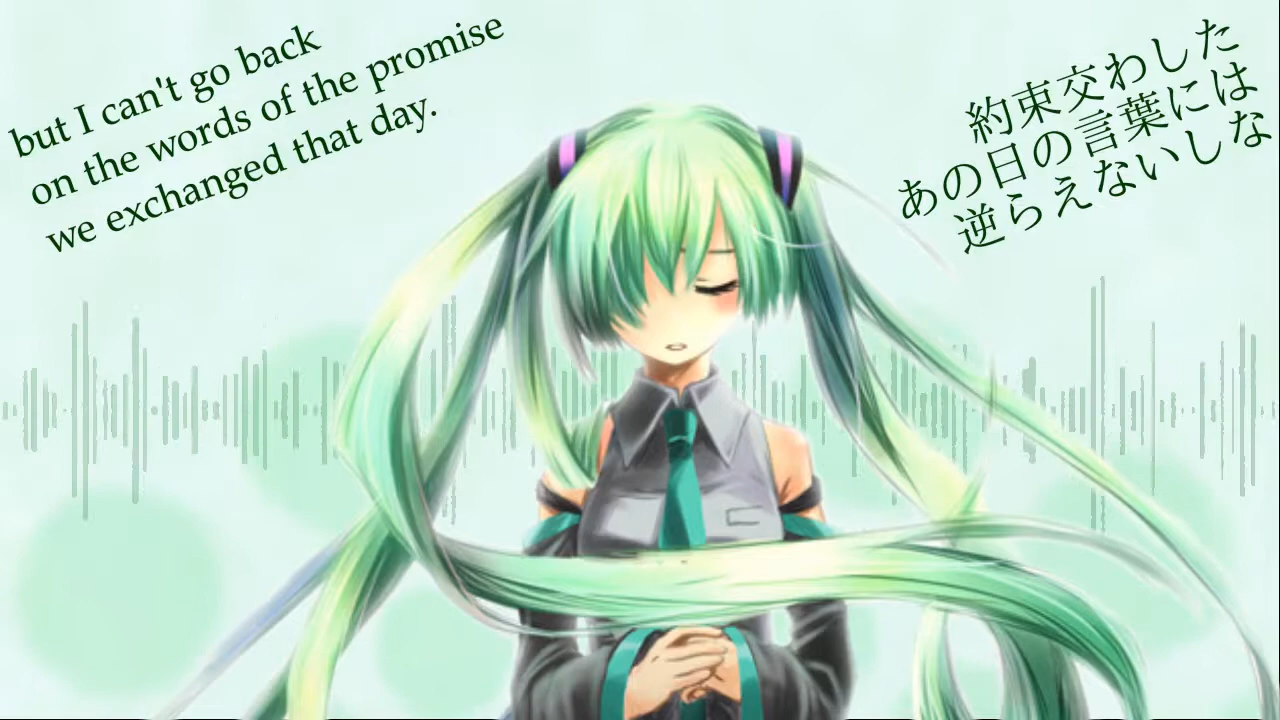 but I can't go back
on the words of the promise
we exchanged that day.
約束交わした
あの日の言葉には
逆らえないしな